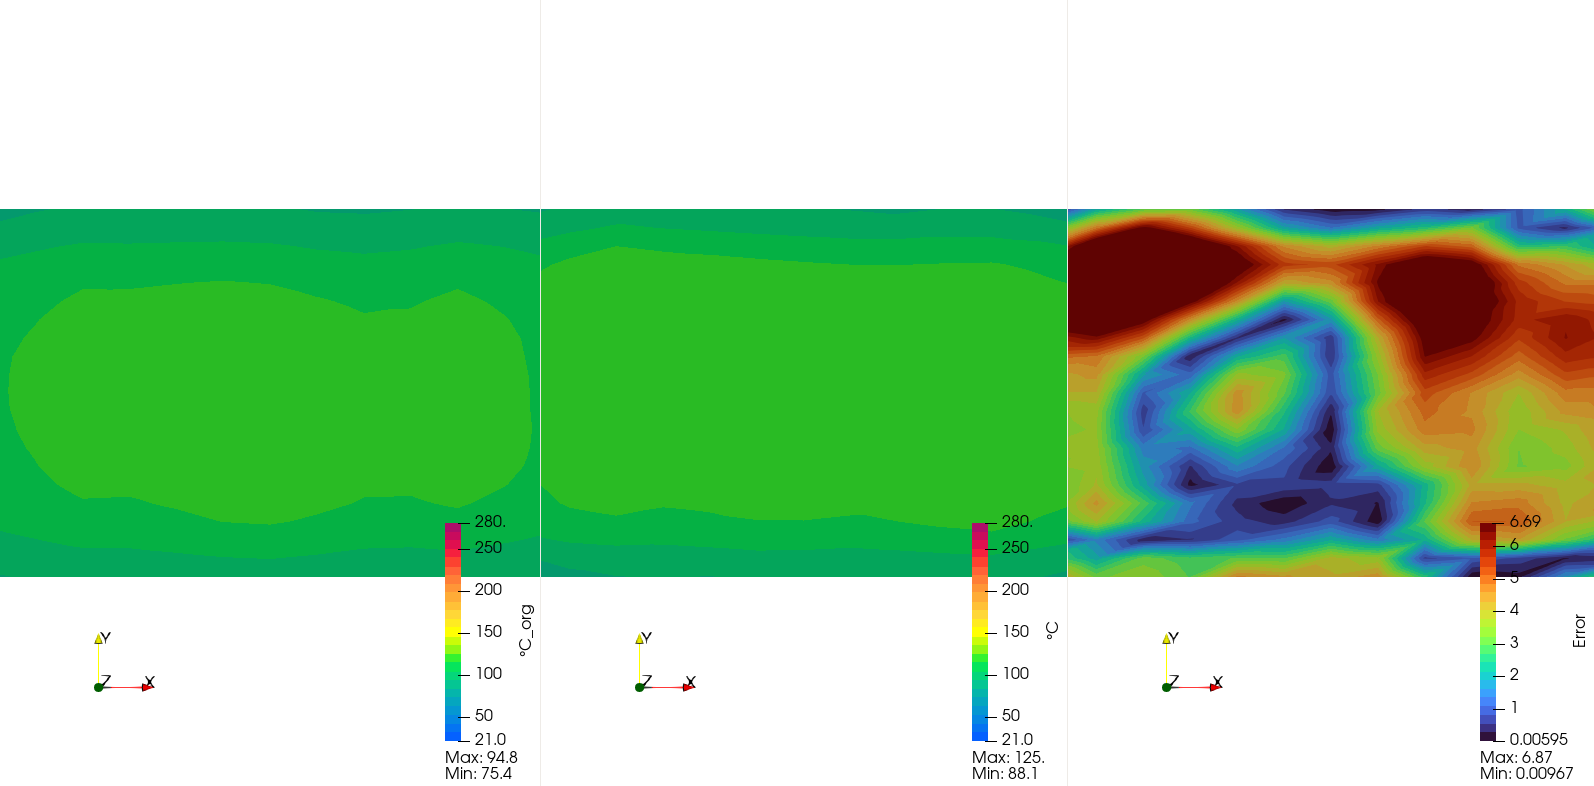 280.
250
200
150
100
50
21.0
°C_org
Max: 94.8
Min: 75.4
Y
Z
X
280.
250
200
150
100
50
21.0
°C
Max: 125.
Min: 88.1
Y
Z
X
6.69
6
5
4
3
2
1
0.00595
Error
Max: 6.87
Min: 0.00967
Y
Z
X